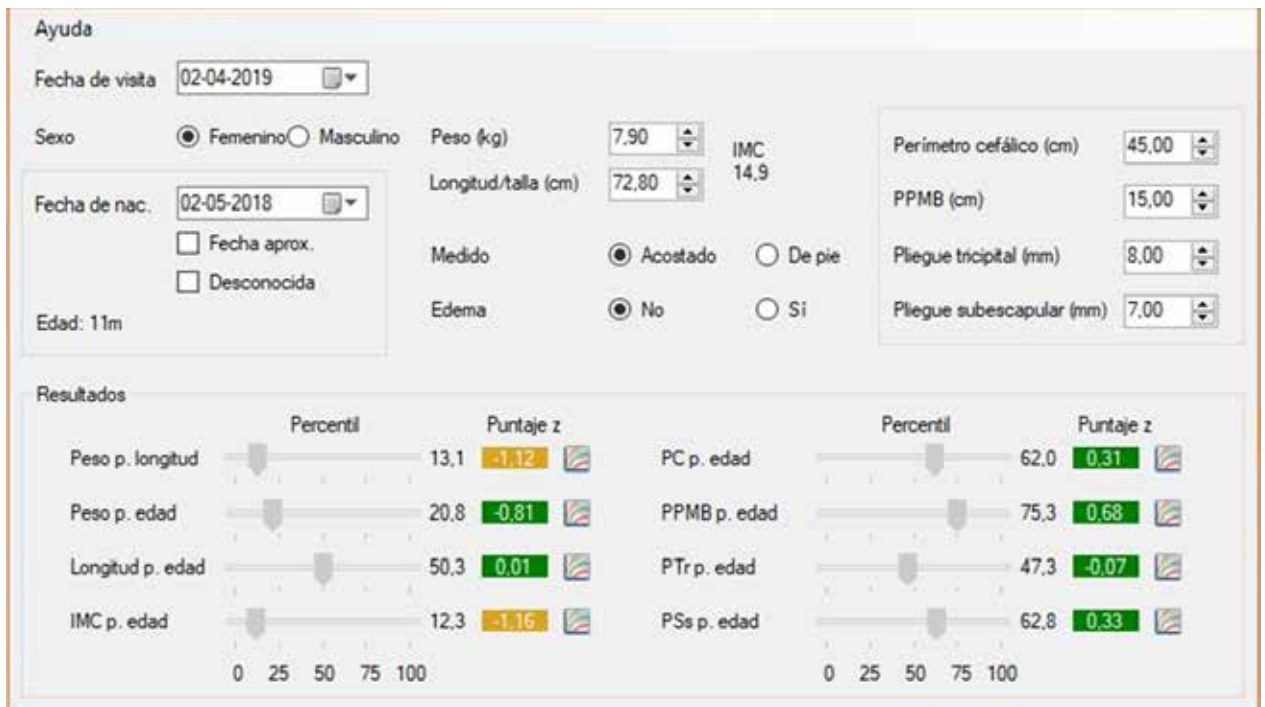 Ayuda
Fecha de visita 02-04-2019
Sexo Femenino Masculino
Fecha de nac. 02-05-2018
Fecha aprox.
Desconocida
Edad: 11m
Peso (kg) 7,90
Longitud/talla (cm) 72,80
IMC
14,9
Medido Acostado De pie
Edema No Sí
Perímetro cefálico (cm) 45,00
PPMB (cm) 15,00
Pliegue tricipital (mm) 8,00
Pliegue subescapular (mm) 7,00
Resultados
Percentil Puntaje z
Peso p. longitud 13,1 -1,12
Peso p. edad 20,8 -0,81
Longitud p. edad 50,3 0,01
IMC p. edad 12,3 -1,16
0 25 50 75 100
Percentil Puntaje z
PC p. edad 62,0 0,31
PPMB p. edad 75,3 0,68
PTr p. edad 47,3 -0,07
PSs p. edad 62,8 0,33
0 25 50 75 100